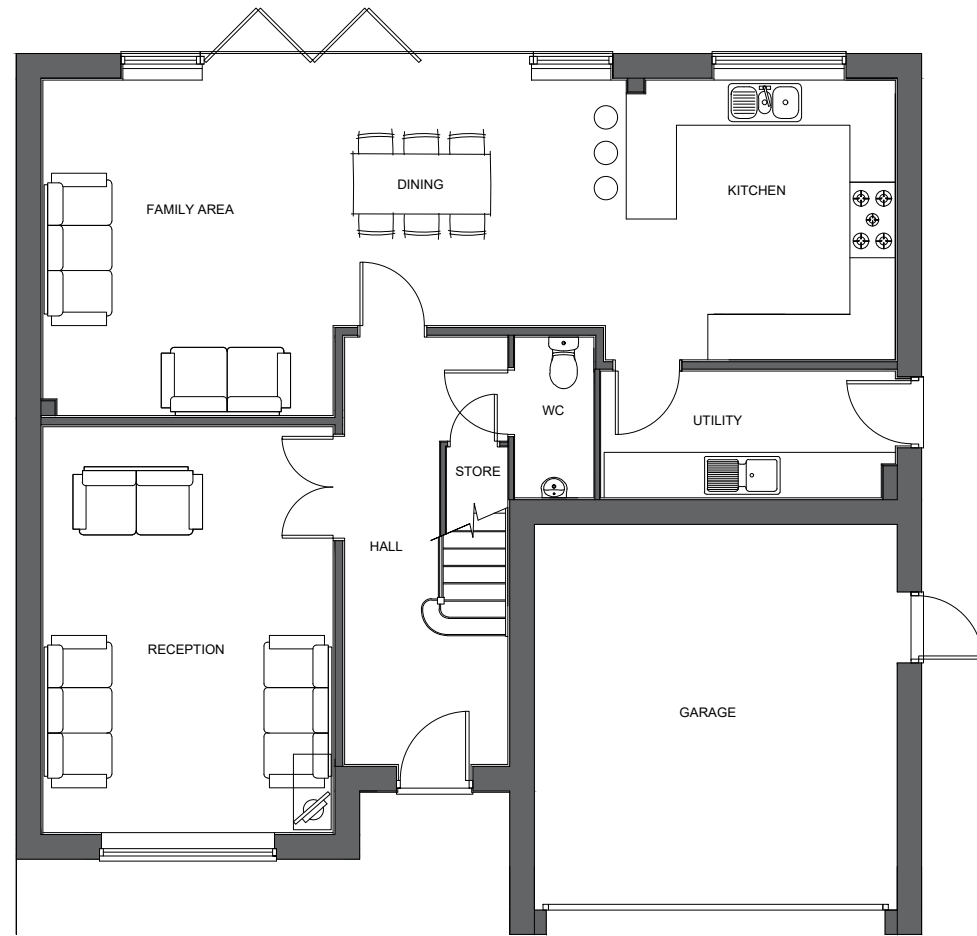 DINING
KITCHEN
FAMILY AREA
WC
UTILITY
STORE
HALL
RECEPTION
GARAGE